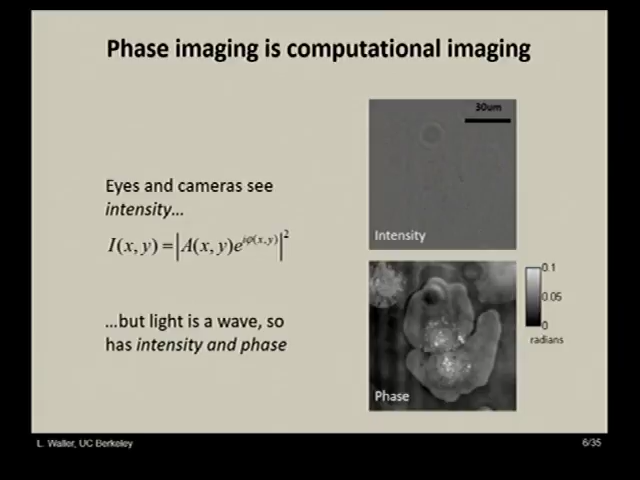 Phase imaging is computational imaging
30um
Eyes and cameras see
intensity…
I(x, y) = |A(x, y)e^{iφ(x,y)}|^2
Intensity
…but light is a wave, so
has intensity and phase
0.1
0.05
0
radians
Phase
L. Waller, UC Berkeley
6/35